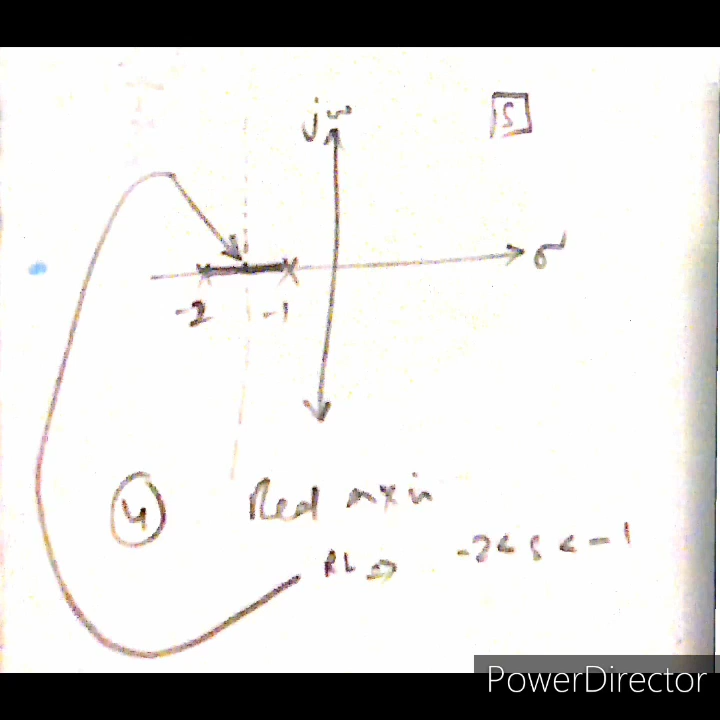 jω
S
σ
-2 -1
4 Real axis
RL ⇒ -2 < s < -1
PowerDirector